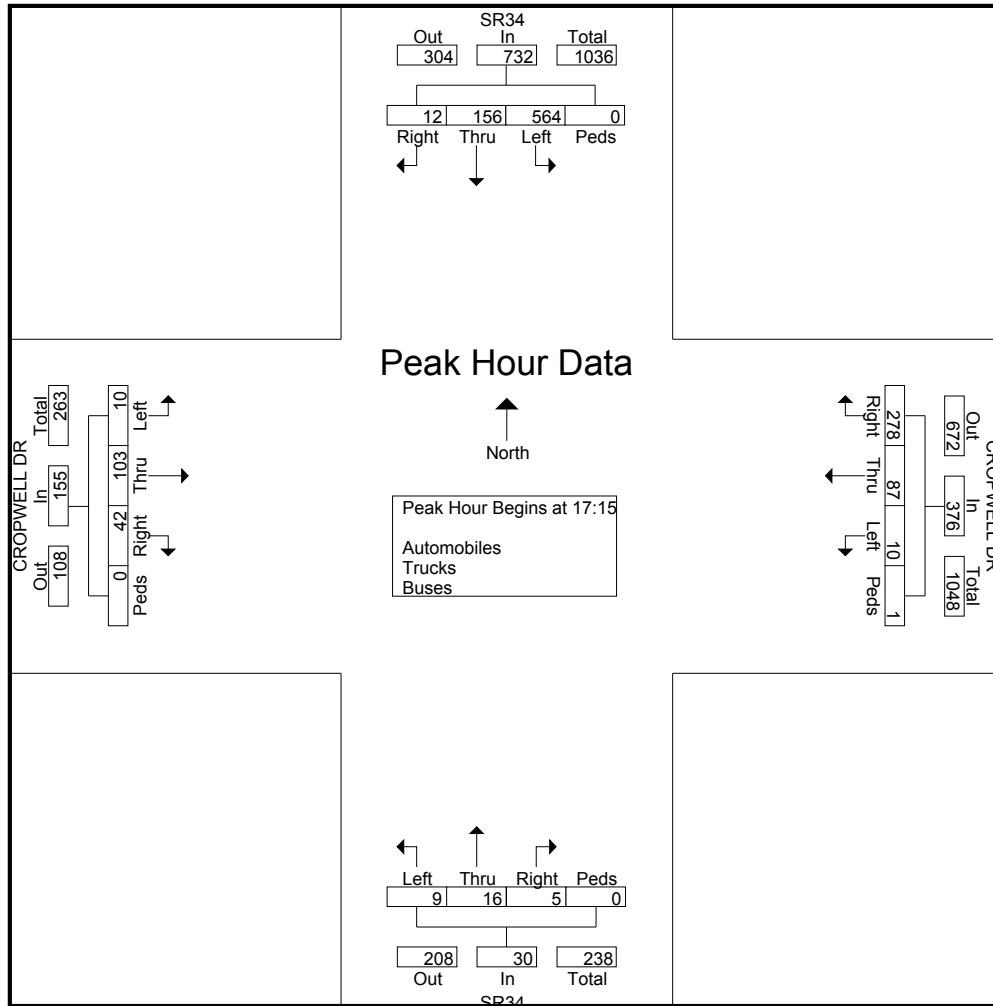 SR34
Out In Total
304 732 1036
12 156 564 0
Right Thru Left Peds
Peak Hour Data
North
Peak Hour Begins at 17:15
Automobiles
Trucks
Buses
CROPWELL DR
Out In Total
108 155 263
10 103 42 0
Left Thru Right Peds
CROPWELL DR
Out In Total
672 376 1048
278 87 10 1
Right Thru Left Peds
Left Thru Right Peds
9 16 5 0
208 30 238
Out In Total
SR34